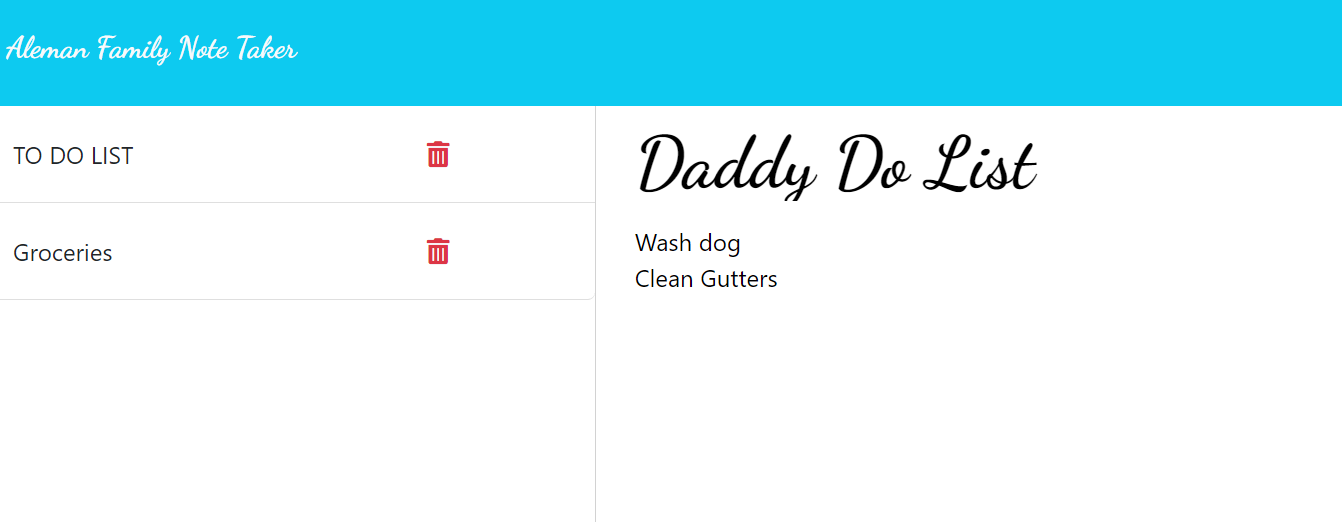 Aleman Family Note Taker
TO DO LIST
Groceries
Daddy Do List
Wash dog
Clean Gutters